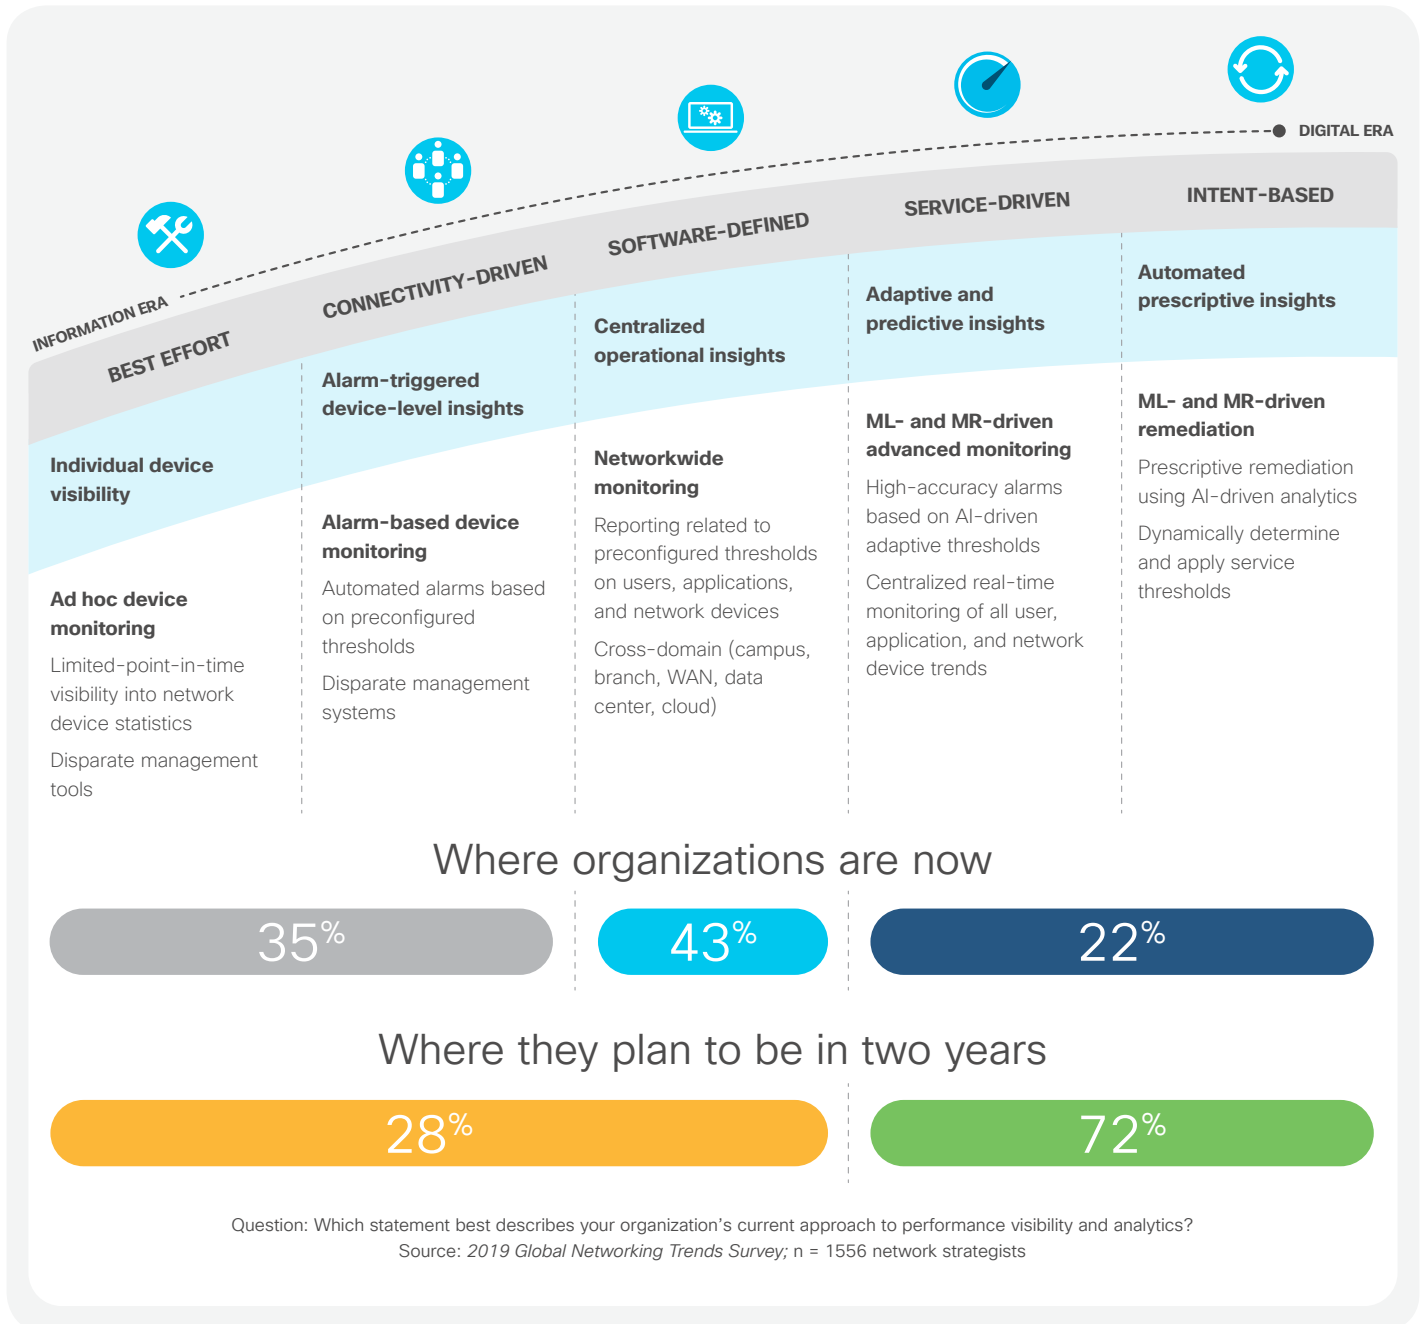 DIGITAL ERA
INFORMATION ERA
BEST EFFORT
CONNECTIVITY-DRIVEN
SOFTWARE-DEFINED
SERVICE-DRIVEN
INTENT-BASED
Individual device
visibility
Ad hoc device
monitoring
Limited-point-in-time
visibility into network
device statistics
Disparate management
tools
Alarm-triggered
device-level insights
Alarm-based device
monitoring
Automated alarms based
on preconfigured
thresholds
Disparate management
systems
Centralized
operational insights
Networkwide
monitoring
Reporting related to
preconfigured thresholds
on users, applications,
and network devices
Cross-domain (campus,
branch, WAN, data
center, cloud)
Adaptive and
predictive insights
ML- and MR-driven
advanced monitoring
High-accuracy alarms
based on AI-driven
adaptive thresholds
Centralized real-time
monitoring of all user,
application, and network
device trends
Automated
prescriptive insights
ML- and MR-driven
remediation
Prescriptive remediation
using AI-driven analytics
Dynamically determine
and apply service
thresholds
Where organizations are now
35%
43%
22%
Where they plan to be in two years
28%
72%
Question: Which statement best describes your organization's current approach to performance visibility and analytics?
Source: 2019 Global Networking Trends Survey; n = 1556 network strategists